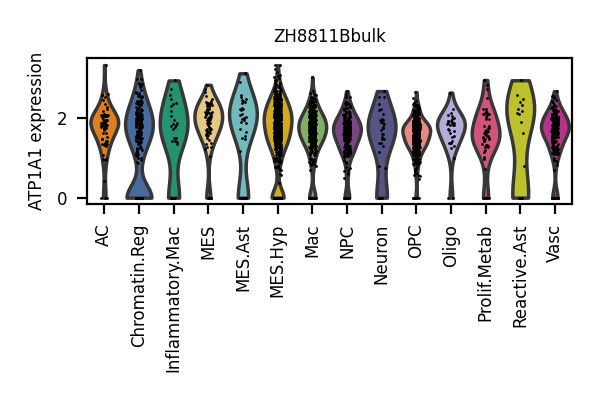 ZH8811Bbulk
ATP1A1 expression
2
0
AC
Chromatin.Reg
Inflammatory.Mac
MES
MES.Ast
MES.Hyp
Mac
NPC
Neuron
OPC
Oligo
Prolif.Metab
Reactive.Ast
Vasc